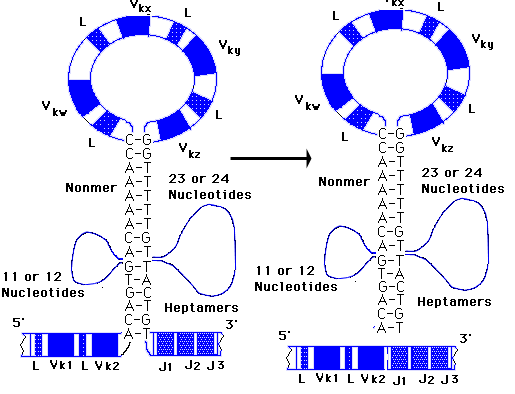 Vkx
L
L
Vky
Vkw
L
L
Vkz
C–G
C–G
A–T
A–T
A–T
A–T
A–T
C–G
A–T
Nonmer
23 or 24
Nucleotides
11 or 12
Nucleotides
Heptamers
5'
3'
L Vk1 L Vk2 J1 J2 J3
Vkx
L
L
Vky
Vkw
L
L
Vkz
C–G
C–G
A–T
A–T
A–T
A–T
A–T
C–G
A–T
Nonmer
23 or 24
Nucleotides
11 or 12
Nucleotides
Heptamers
5'
3'
L Vk1 L Vk2 J1 J2 J3